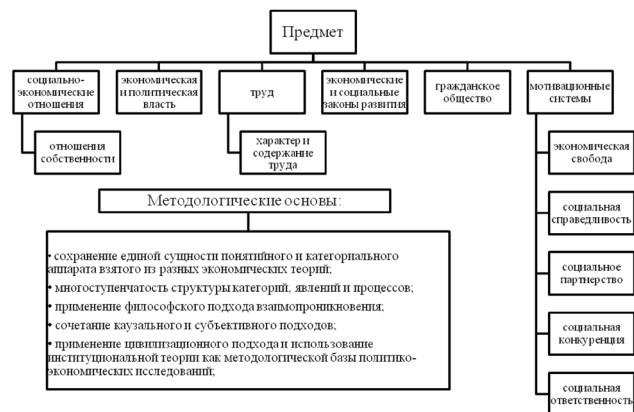 Предмет
социально-
экономические
отношения
экономическая
и политическая
власть
труд
экономические
и социальные
законы развития
гражданское
общество
мотивационные
системы
отношения
собственности
характер и
содержание
труда
экономическая
свобода
социальная
справедливость
социальное
партнерство
социальная
конкуренция
социальная
ответственность
Методологические основы:
• сохранение единой сущности понятийного и категориального
аппарата взятого из разных экономических теорий;
• многоступенчатость структуры категорий, явлений и процессов;
• применение философского подхода взаимопроникновения;
• сочетание каузального и субъективного подходов;
• применение цивилизационного подхода и использование
институциональной теории как методологической базы политико-
экономических исследований;